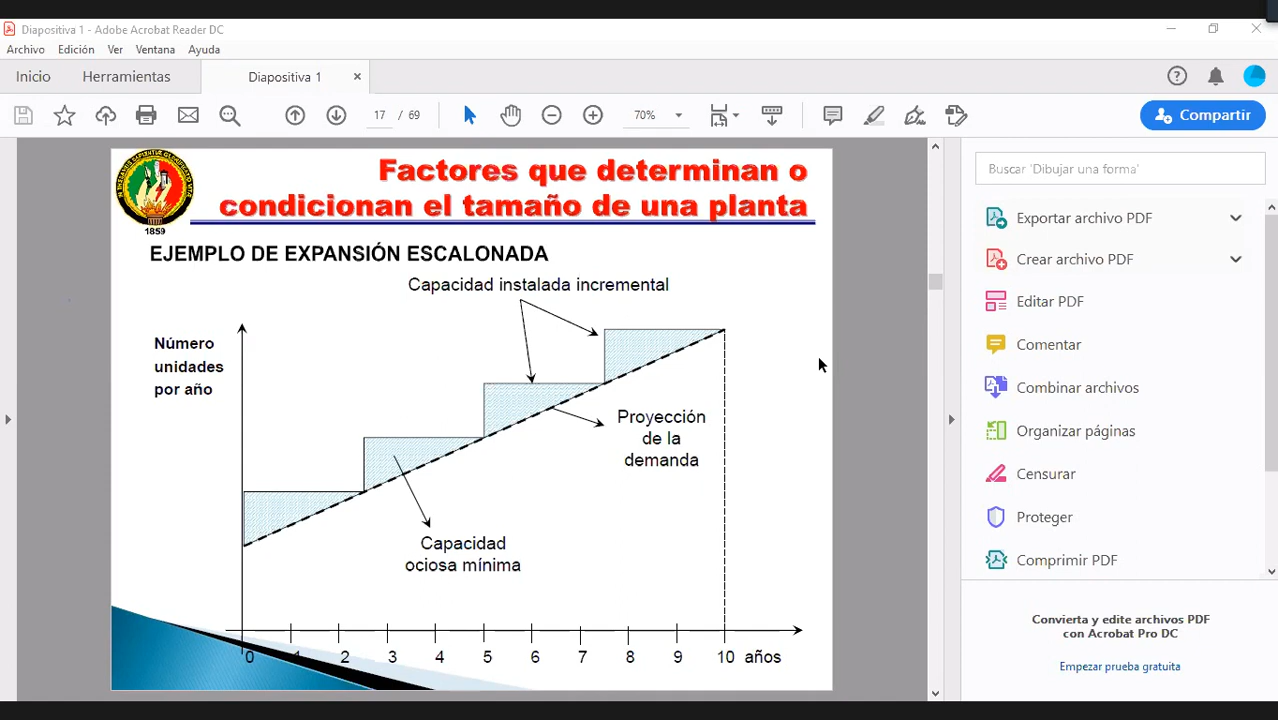 Diapositiva 1 - Adobe Acrobat Reader DC
Archivo Edición Ver Ventana Ayuda
Inicio Herramientas Diapositiva 1
17 / 69 70% Compartir
Factores que determinan o
condicionan el tamaño de una planta
1859
EJEMPLO DE EXPANSIÓN ESCALONADA
Capacidad instalada incremental
Número
unidades
por año
Proyección
de la
demanda
Capacidad
ociosa mínima
0 1 2 3 4 5 6 7 8 9 10 años
Buscar 'Dibujar una forma'
Exportar archivo PDF
Crear archivo PDF
Editar PDF
Comentar
Combinar archivos
Organizar páginas
Censurar
Proteger
Comprimir PDF
Convierta y edite archivos PDF
con Acrobat Pro DC
Empezar prueba gratuita